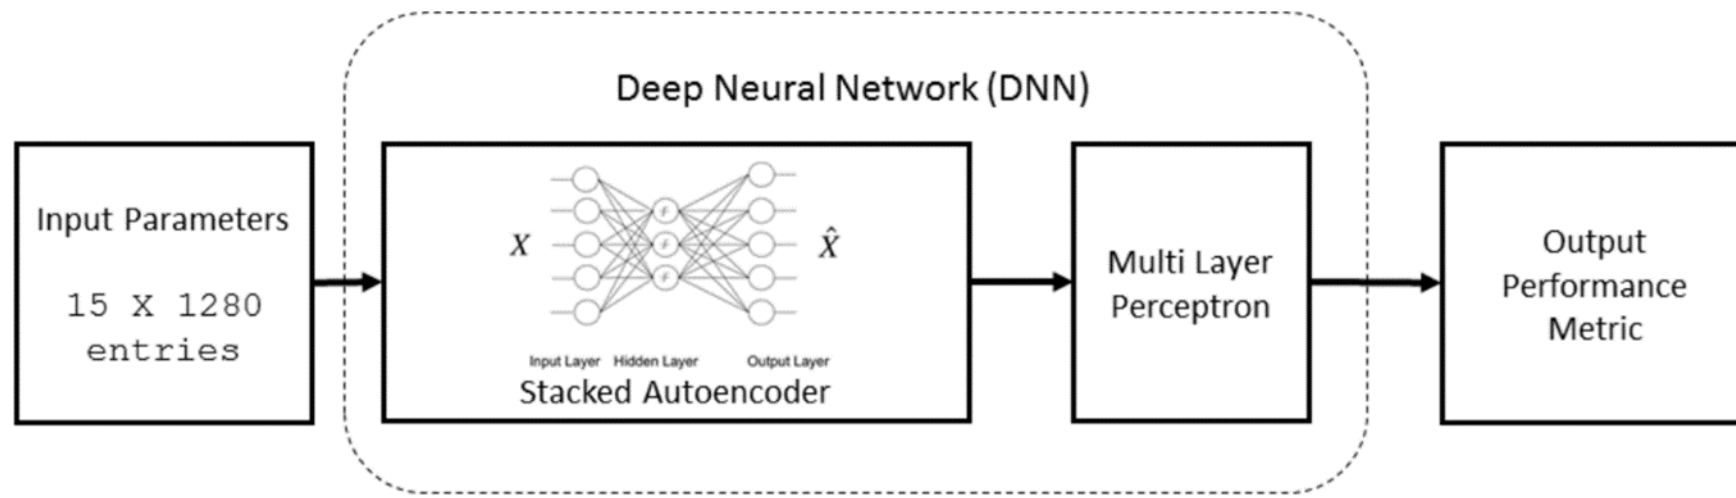 Deep Neural Network (DNN)
Input Parameters
15 X 1280
entries
X
X̂
Input Layer Hidden Layer Output Layer
Stacked Autoencoder
Multi Layer
Perceptron
Output
Performance
Metric